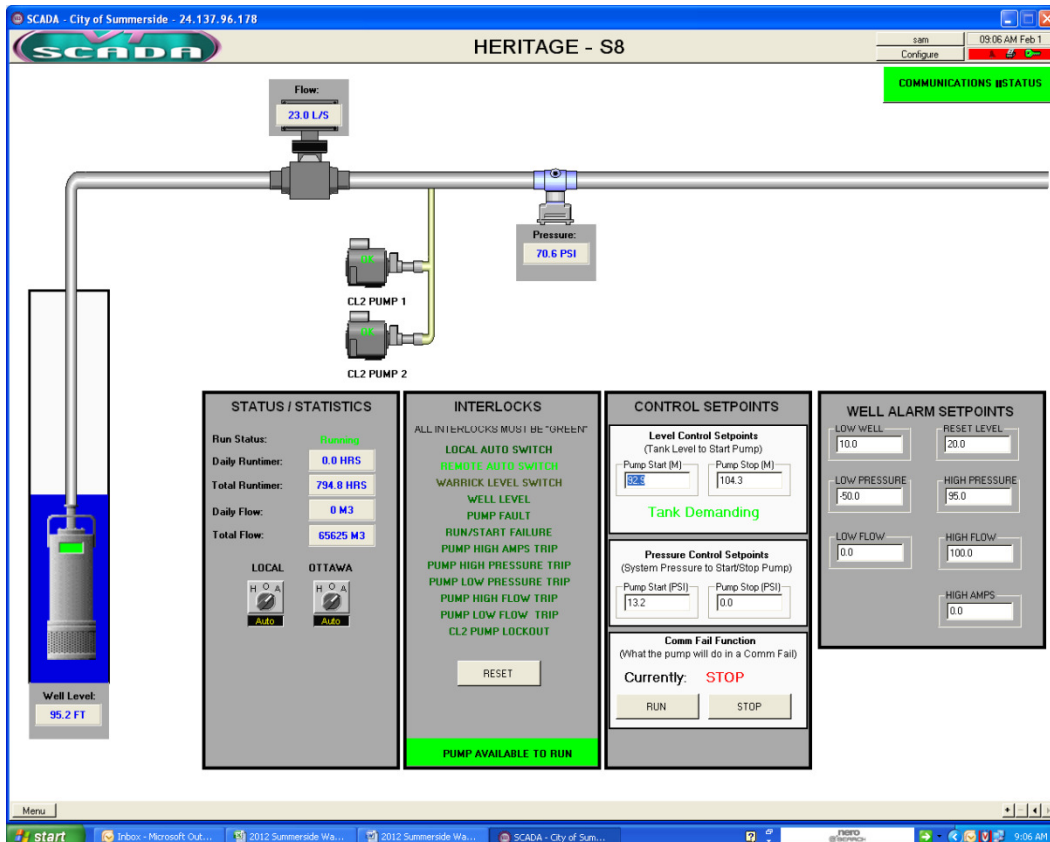 SCADA - City of Summerside - 24.137.96.178
SCADA
HERITAGE - S8
sam
09:06 AM Feb 1
Configure
A
COMMUNICATIONS STATUS
Flow:
23.0 L/S
Pressure:
70.6 PSI
OK
CL2 PUMP 1
OK
CL2 PUMP 2
Well Level:
95.2 FT
STATUS / STATISTICS
Run Status: Running
Daily Runtimer: 0.0 HRS
Total Runtimer: 794.8 HRS
Daily Flow: 0 M3
Total Flow: 65625 M3
LOCAL OTTAWA
H O A H O A
Auto Auto
INTERLOCKS
ALL INTERLOCKS MUST BE "GREEN"
LOCAL AUTO SWITCH
REMOTE AUTO SWITCH
WARRICK LEVEL SWITCH
WELL LEVEL
PUMP FAULT
RUN/START FAILURE
PUMP HIGH AMPS TRIP
PUMP HIGH PRESSURE TRIP
PUMP LOW PRESSURE TRIP
PUMP HIGH FLOW TRIP
PUMP LOW FLOW TRIP
CL2 PUMP LOCKOUT
RESET
PUMP AVAILABLE TO RUN
CONTROL SETPOINTS
Level Control Setpoints
(Tank Level to Start Pump)
Pump Start (M) Pump Stop (M)
92.9 104.3
Tank Demanding
Pressure Control Setpoints
(System Pressure to Start/Stop Pump)
Pump Start (PSI) Pump Stop (PSI)
13.2 0.0
Comm Fail Function
(What the pump will do in a Comm Fail)
Currently: STOP
RUN STOP
WELL ALARM SETPOINTS
LOW WELL RESET LEVEL
10.0 20.0
LOW PRESSURE HIGH PRESSURE
-50.0 95.0
LOW FLOW HIGH FLOW
0.0 100.0
HIGH AMPS
0.0
Menu
start Inbox - Microsoft Out... 2012 Summerside Wa... 2012 Summerside Wa... SCADA - City of Sum... nero SEARCH 9:06 AM